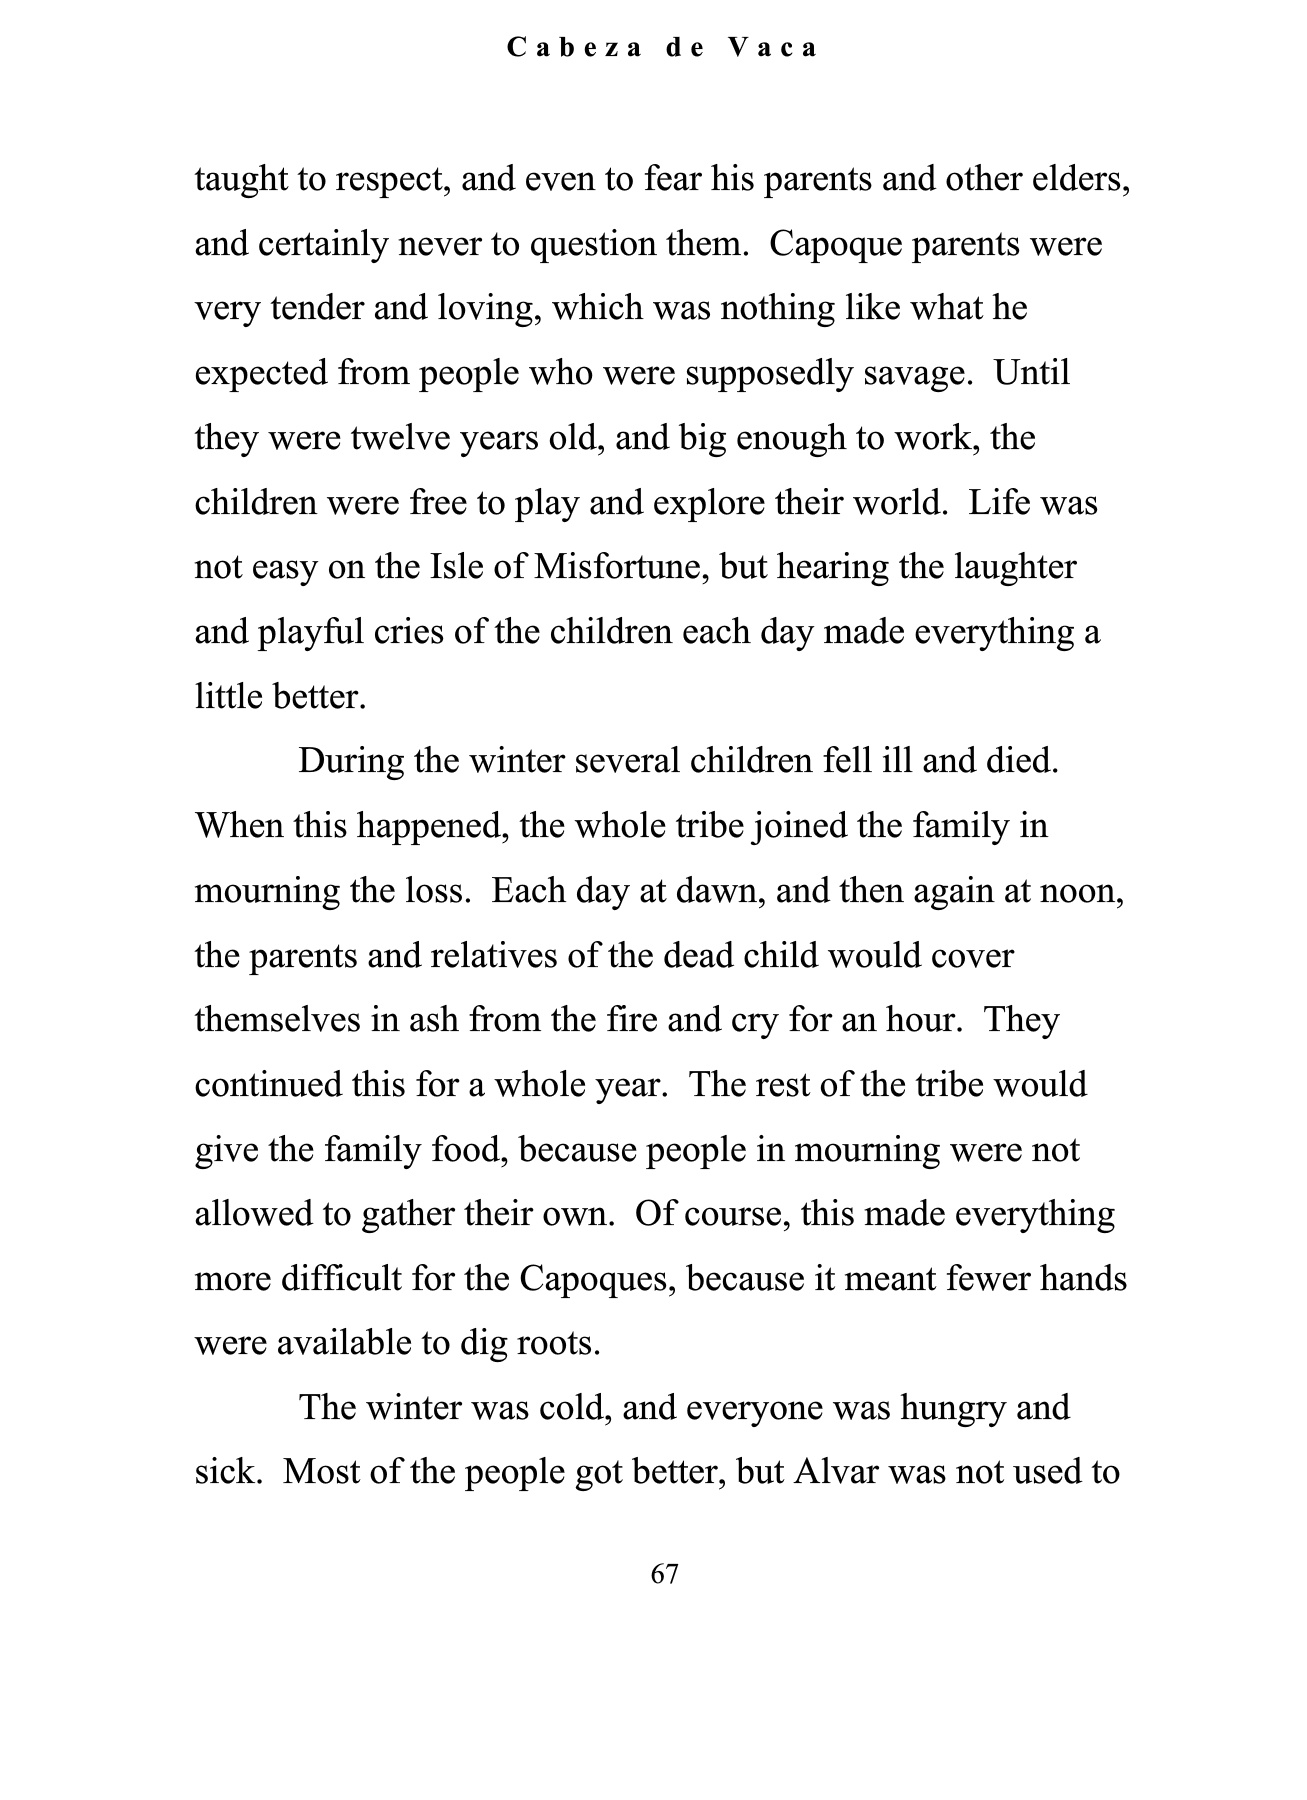 Cabeza de Vaca
taught to respect, and even to fear his parents and other elders,
and certainly never to question them.  Capoque parents were
very tender and loving, which was nothing like what he
expected from people who were supposedly savage.  Until
they were twelve years old, and big enough to work, the
children were free to play and explore their world.  Life was
not easy on the Isle of Misfortune, but hearing the laughter
and playful cries of the children each day made everything a
little better.
During the winter several children fell ill and died.
When this happened, the whole tribe joined the family in
mourning the loss.  Each day at dawn, and then again at noon,
the parents and relatives of the dead child would cover
themselves in ash from the fire and cry for an hour.  They
continued this for a whole year.  The rest of the tribe would
give the family food, because people in mourning were not
allowed to gather their own.  Of course, this made everything
more difficult for the Capoques, because it meant fewer hands
were available to dig roots.
The winter was cold, and everyone was hungry and
sick.  Most of the people got better, but Alvar was not used to
67